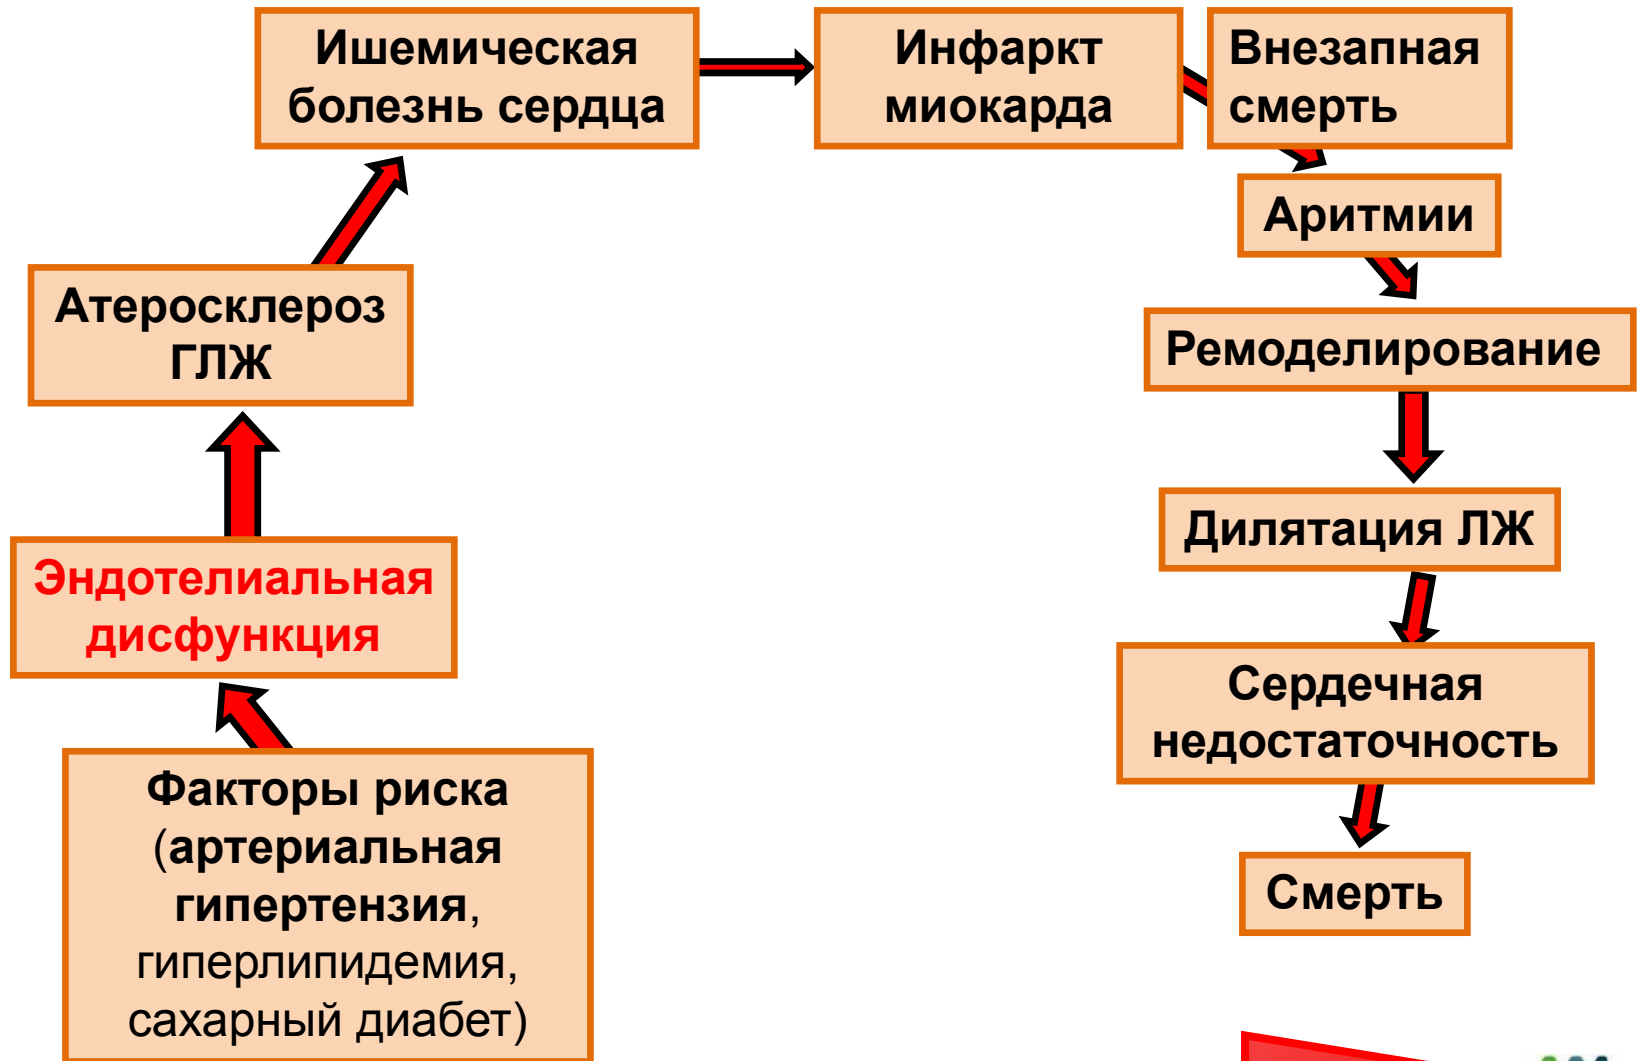 Ишемическая
болезнь сердца
Инфаркт
миокарда
Внезапная
смерть
Аритмии
Атеросклероз
ГЛЖ
Ремоделирование
Дилятация ЛЖ
Эндотелиальная
дисфункция
Сердечная
недостаточность
Факторы риска
(артериальная
гипертензия,
гиперлипидемия,
сахарный диабет)
Смерть